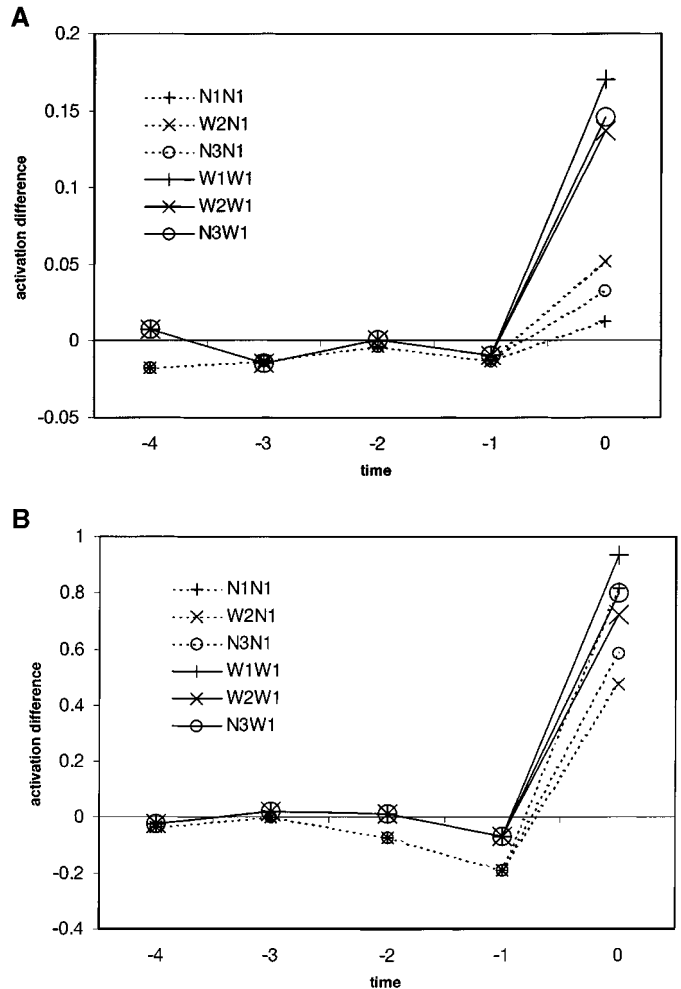 A
0.2
0.15
0.1
0.05
0
-0.05
activation difference
N1N1
W2N1
N3N1
W1W1
W2W1
N3W1
-4 -3 -2 -1 0
time
B
1
0.8
0.6
0.4
0.2
0
-0.2
-0.4
activation difference
N1N1
W2N1
N3N1
W1W1
W2W1
N3W1
-4 -3 -2 -1 0
time